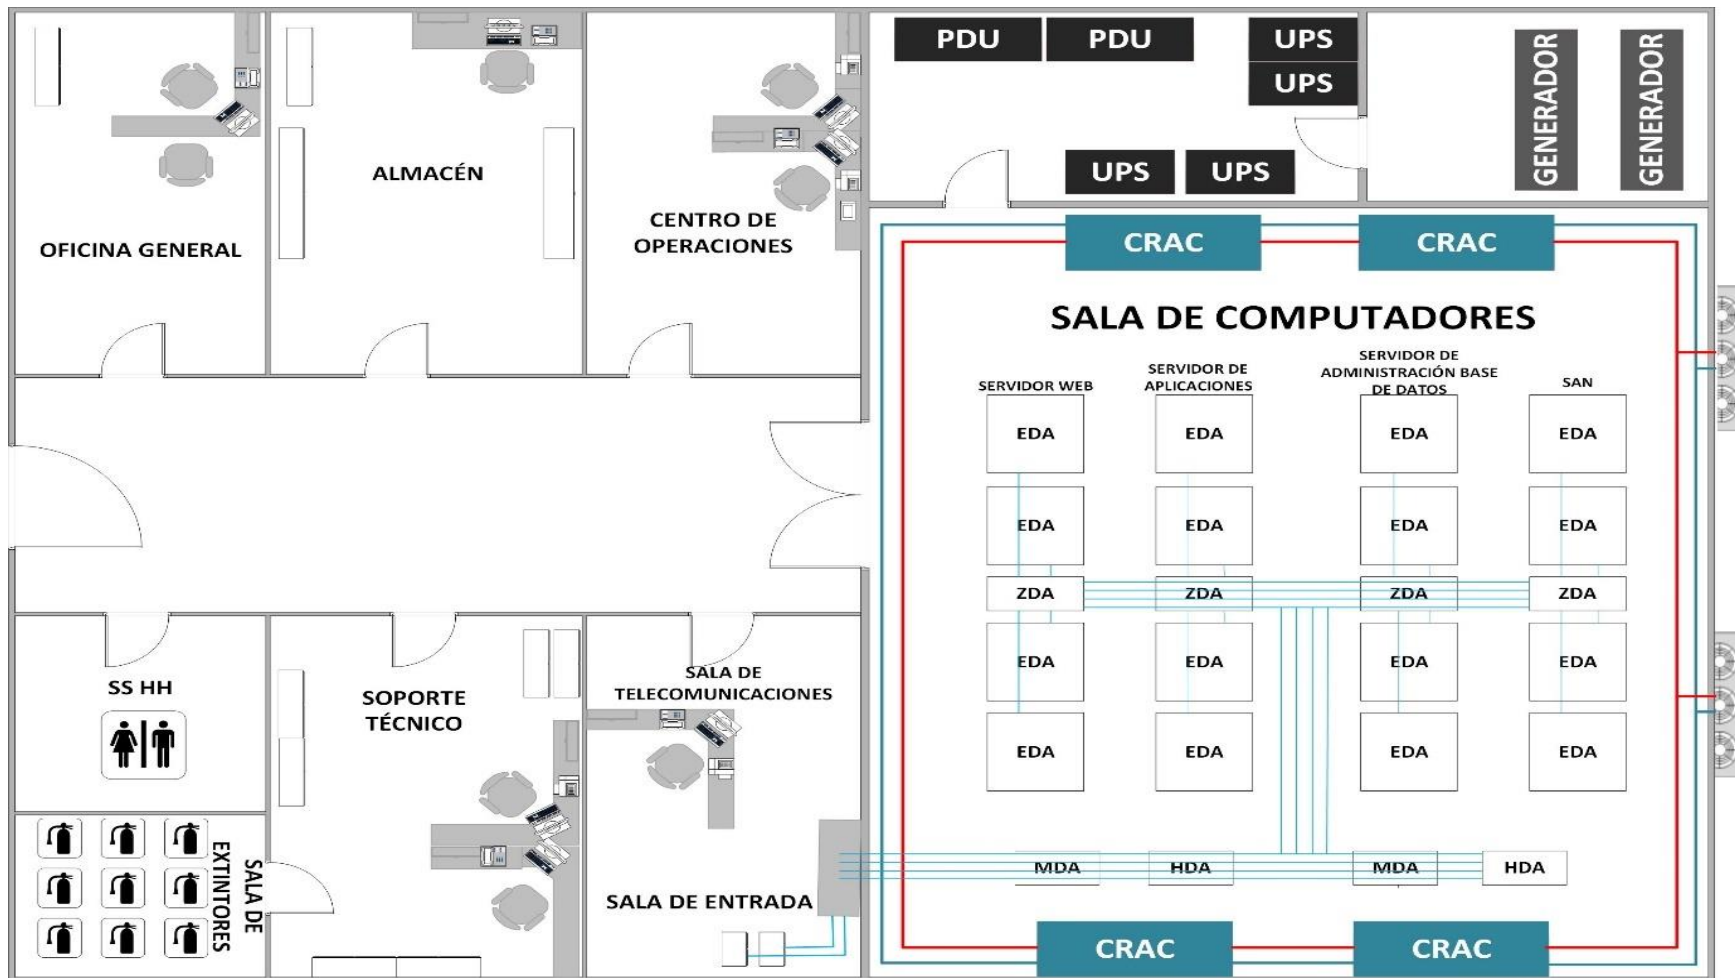 OFICINA GENERAL
ALMACÉN
CENTRO DE
OPERACIONES
PDU
PDU
UPS
UPS
UPS
UPS
GENERADOR
GENERADOR
CRAC
CRAC
SALA DE COMPUTADORES
SERVIDOR WEB
SERVIDOR DE
APLICACIONES
SERVIDOR DE
ADMINISTRACIÓN BASE
DE DATOS
SAN
EDA
EDA
EDA
EDA
EDA
EDA
EDA
EDA
ZDA
ZDA
ZDA
ZDA
EDA
EDA
EDA
EDA
EDA
EDA
EDA
EDA
MDA
HDA
MDA
HDA
CRAC
CRAC
SS HH
SOPORTE
TÉCNICO
SALA DE
TELECOMUNICACIONES
SALA DE
EXTINTORES
SALA DE ENTRADA